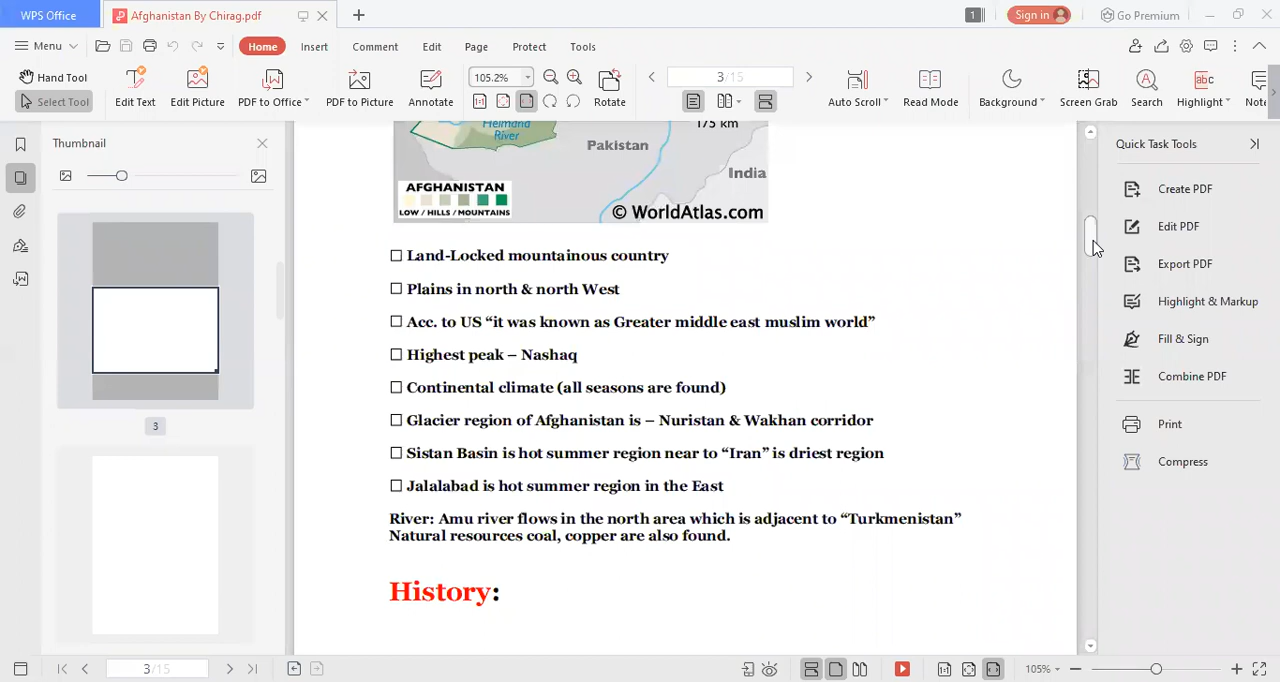 WPS Office
Afghanistan By Chirag.pdf
1
Sign in
Go Premium
Menu
Home
Insert
Comment
Edit
Page
Protect
Tools
Hand Tool
Select Tool
Edit Text
Edit Picture
PDF to Office
PDF to Picture
Annotate
105.2%
Rotate
3/15
Auto Scroll
Read Mode
Background
Screen Grab
Search
Highlight
Thumbnail
3
Helmand
River
Pakistan
175 km
India
AFGHANISTAN
LOW / HILLS / MOUNTAINS
© WorldAtlas.com
☐ Land-Locked mountainous country
☐ Plains in north & north West
☐ Acc. to US “it was known as Greater middle east muslim world”
☐ Highest peak – Nashaq
☐ Continental climate (all seasons are found)
☐ Glacier region of Afghanistan is – Nuristan & Wakhan corridor
☐ Sistan Basin is hot summer region near to “Iran” is driest region
☐ Jalalabad is hot summer region in the East
River: Amu river flows in the north area which is adjacent to “Turkmenistan”
Natural resources coal, copper are also found.
History:
Quick Task Tools
Create PDF
Edit PDF
Export PDF
Highlight & Markup
Fill & Sign
Combine PDF
Print
Compress
3/15
105%